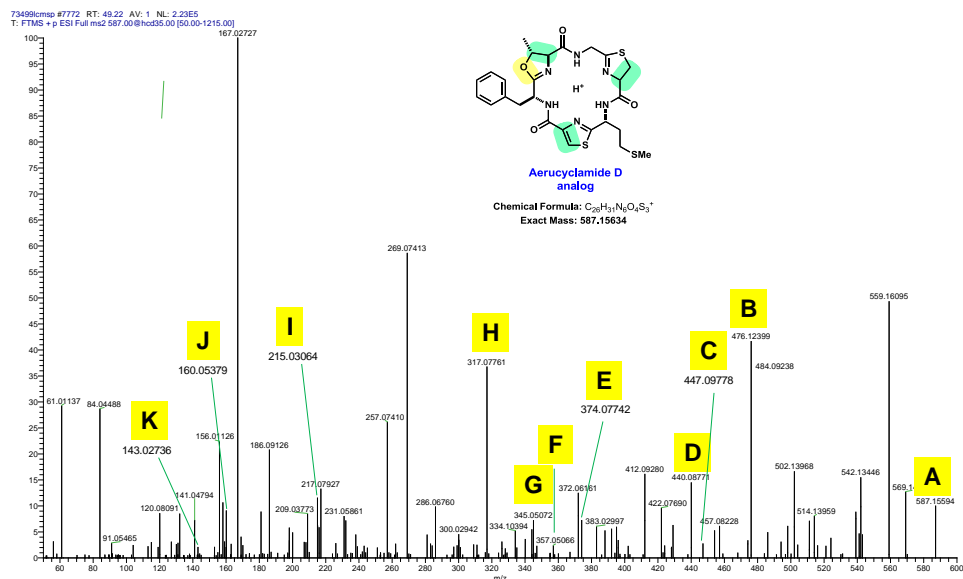 73499lcmsp #7772 RT: 49.22 AV: 1 NL: 2.23E5
T: FTMS + p ESI Full ms2 587.00@hcd35.00 [50.00-1215.00]
100
95
90
85
80
75
70
65
60
55
50
45
40
35
30
25
20
15
10
5
0
167.02727
O
S
N
H
N
O
N
N
H+
NH
HN
O
O
N
S
SMe
Aerucyclamide D
analog
Chemical Formula: C26H31N6O4S3+
Exact Mass: 587.15634
269.07413
559.16095
B
I
H
476.12399
J
215.03064
C
317.07761
484.09238
160.05379
E
447.09778
61.01137
84.04488
374.07742
K
257.07410
F
143.02736
156.01126
D
186.09126
G
440.08771
A
412.09280
502.13968
542.13446
217.07927
372.06161
587.15594
141.04794
286.06760
345.05072
120.08091
209.03773
231.05861
422.07690
514.13959
334.10394
383.02997
457.08228
91.05465
300.02942
357.05066
60 80 100 120 140 160 180 200 220 240 260 280 300 320 340 360 380 400 420 440 460 480 500 520 540 560 580 600
m/z